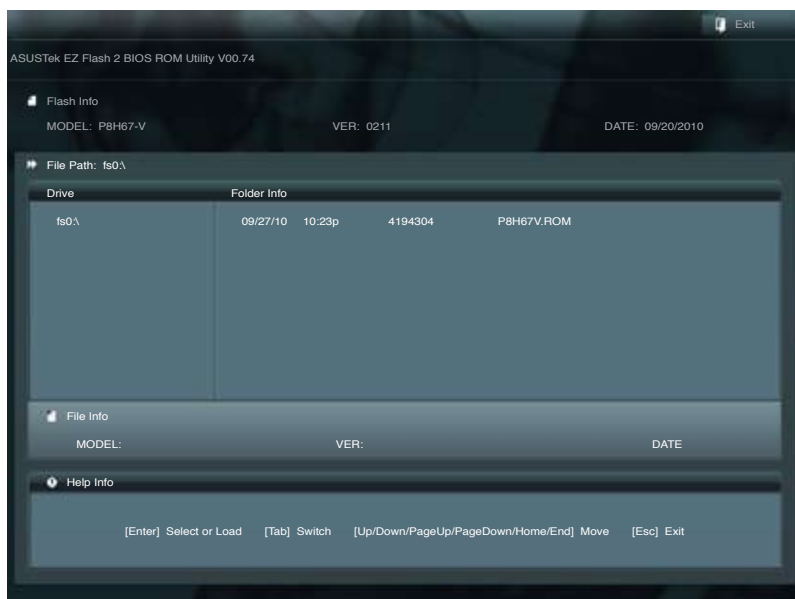 Exit
ASUSTek EZ Flash 2 BIOS ROM Utility V00.74
Flash Info
MODEL: P8H67-V VER: 0211 DATE: 09/20/2010
File Path: fs0:\
Drive Folder Info
fs0:\ 09/27/10 10:23p 4194304 P8H67V.ROM
File Info
MODEL: VER: DATE
Help Info
[Enter] Select or Load [Tab] Switch [Up/Down/PageUp/PageDown/Home/End] Move [Esc] Exit